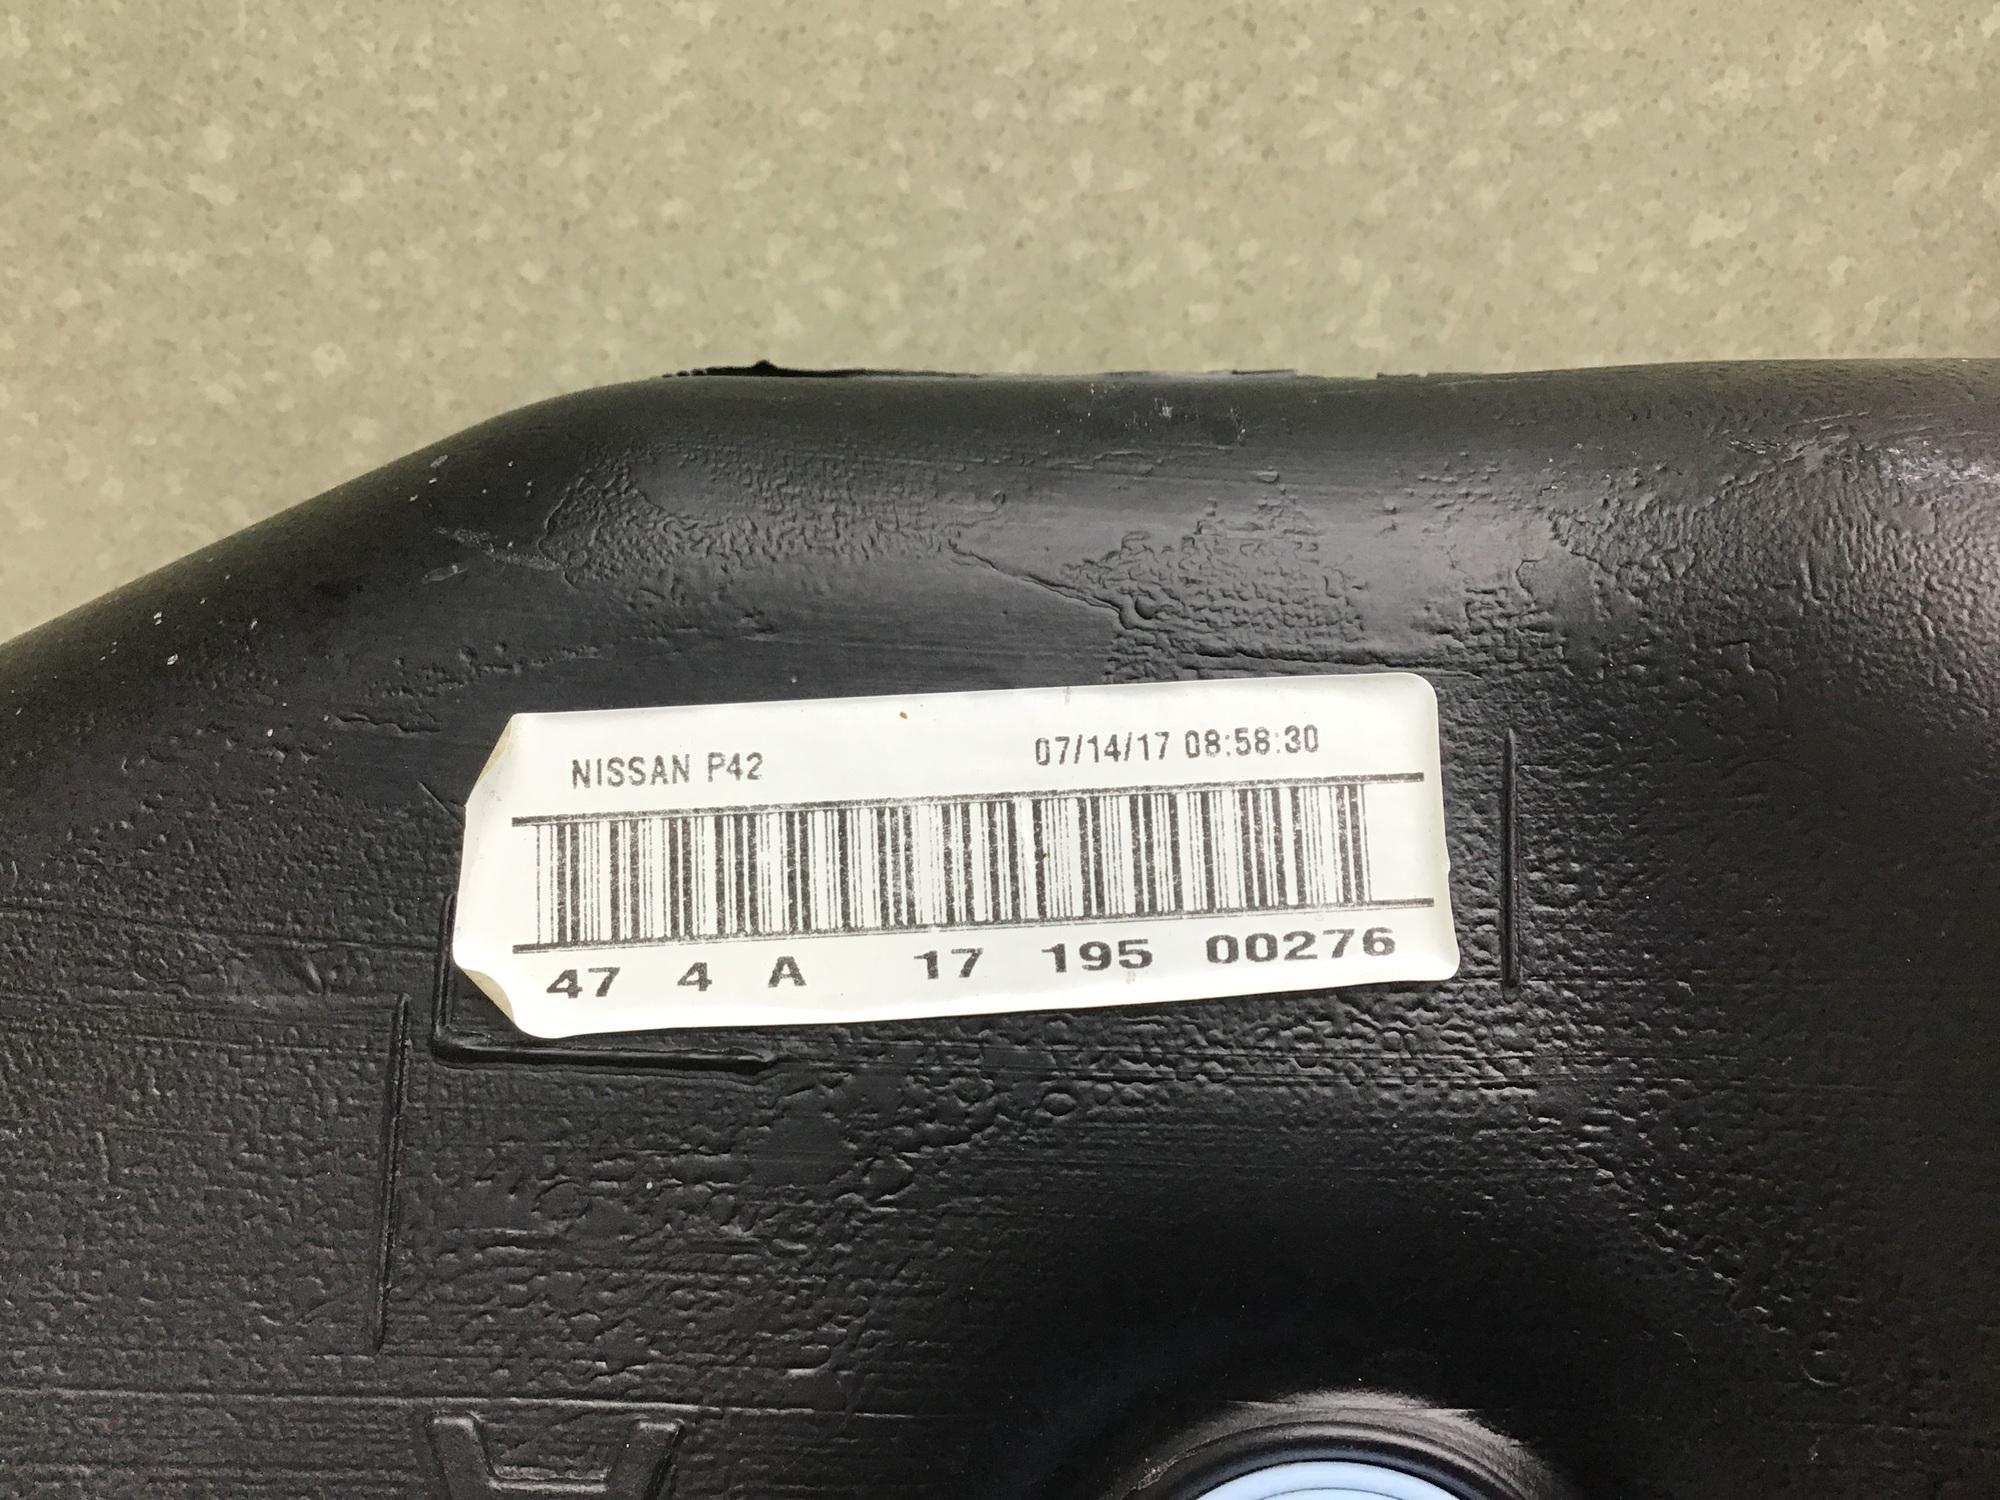 NISSAN P42 07/14/17 08:58:30
47 4 A 17 195 00276